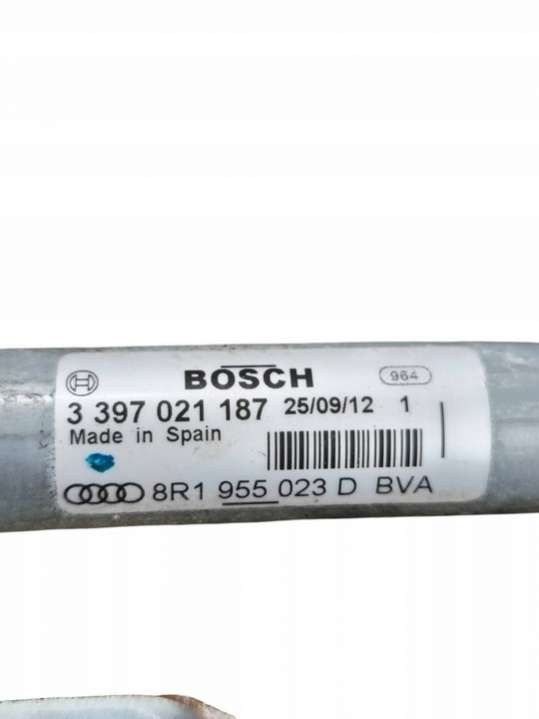 BOSCH 964
3 397 021 187 25/09/12 1
Made in Spain
8R1 955 023 D BVA